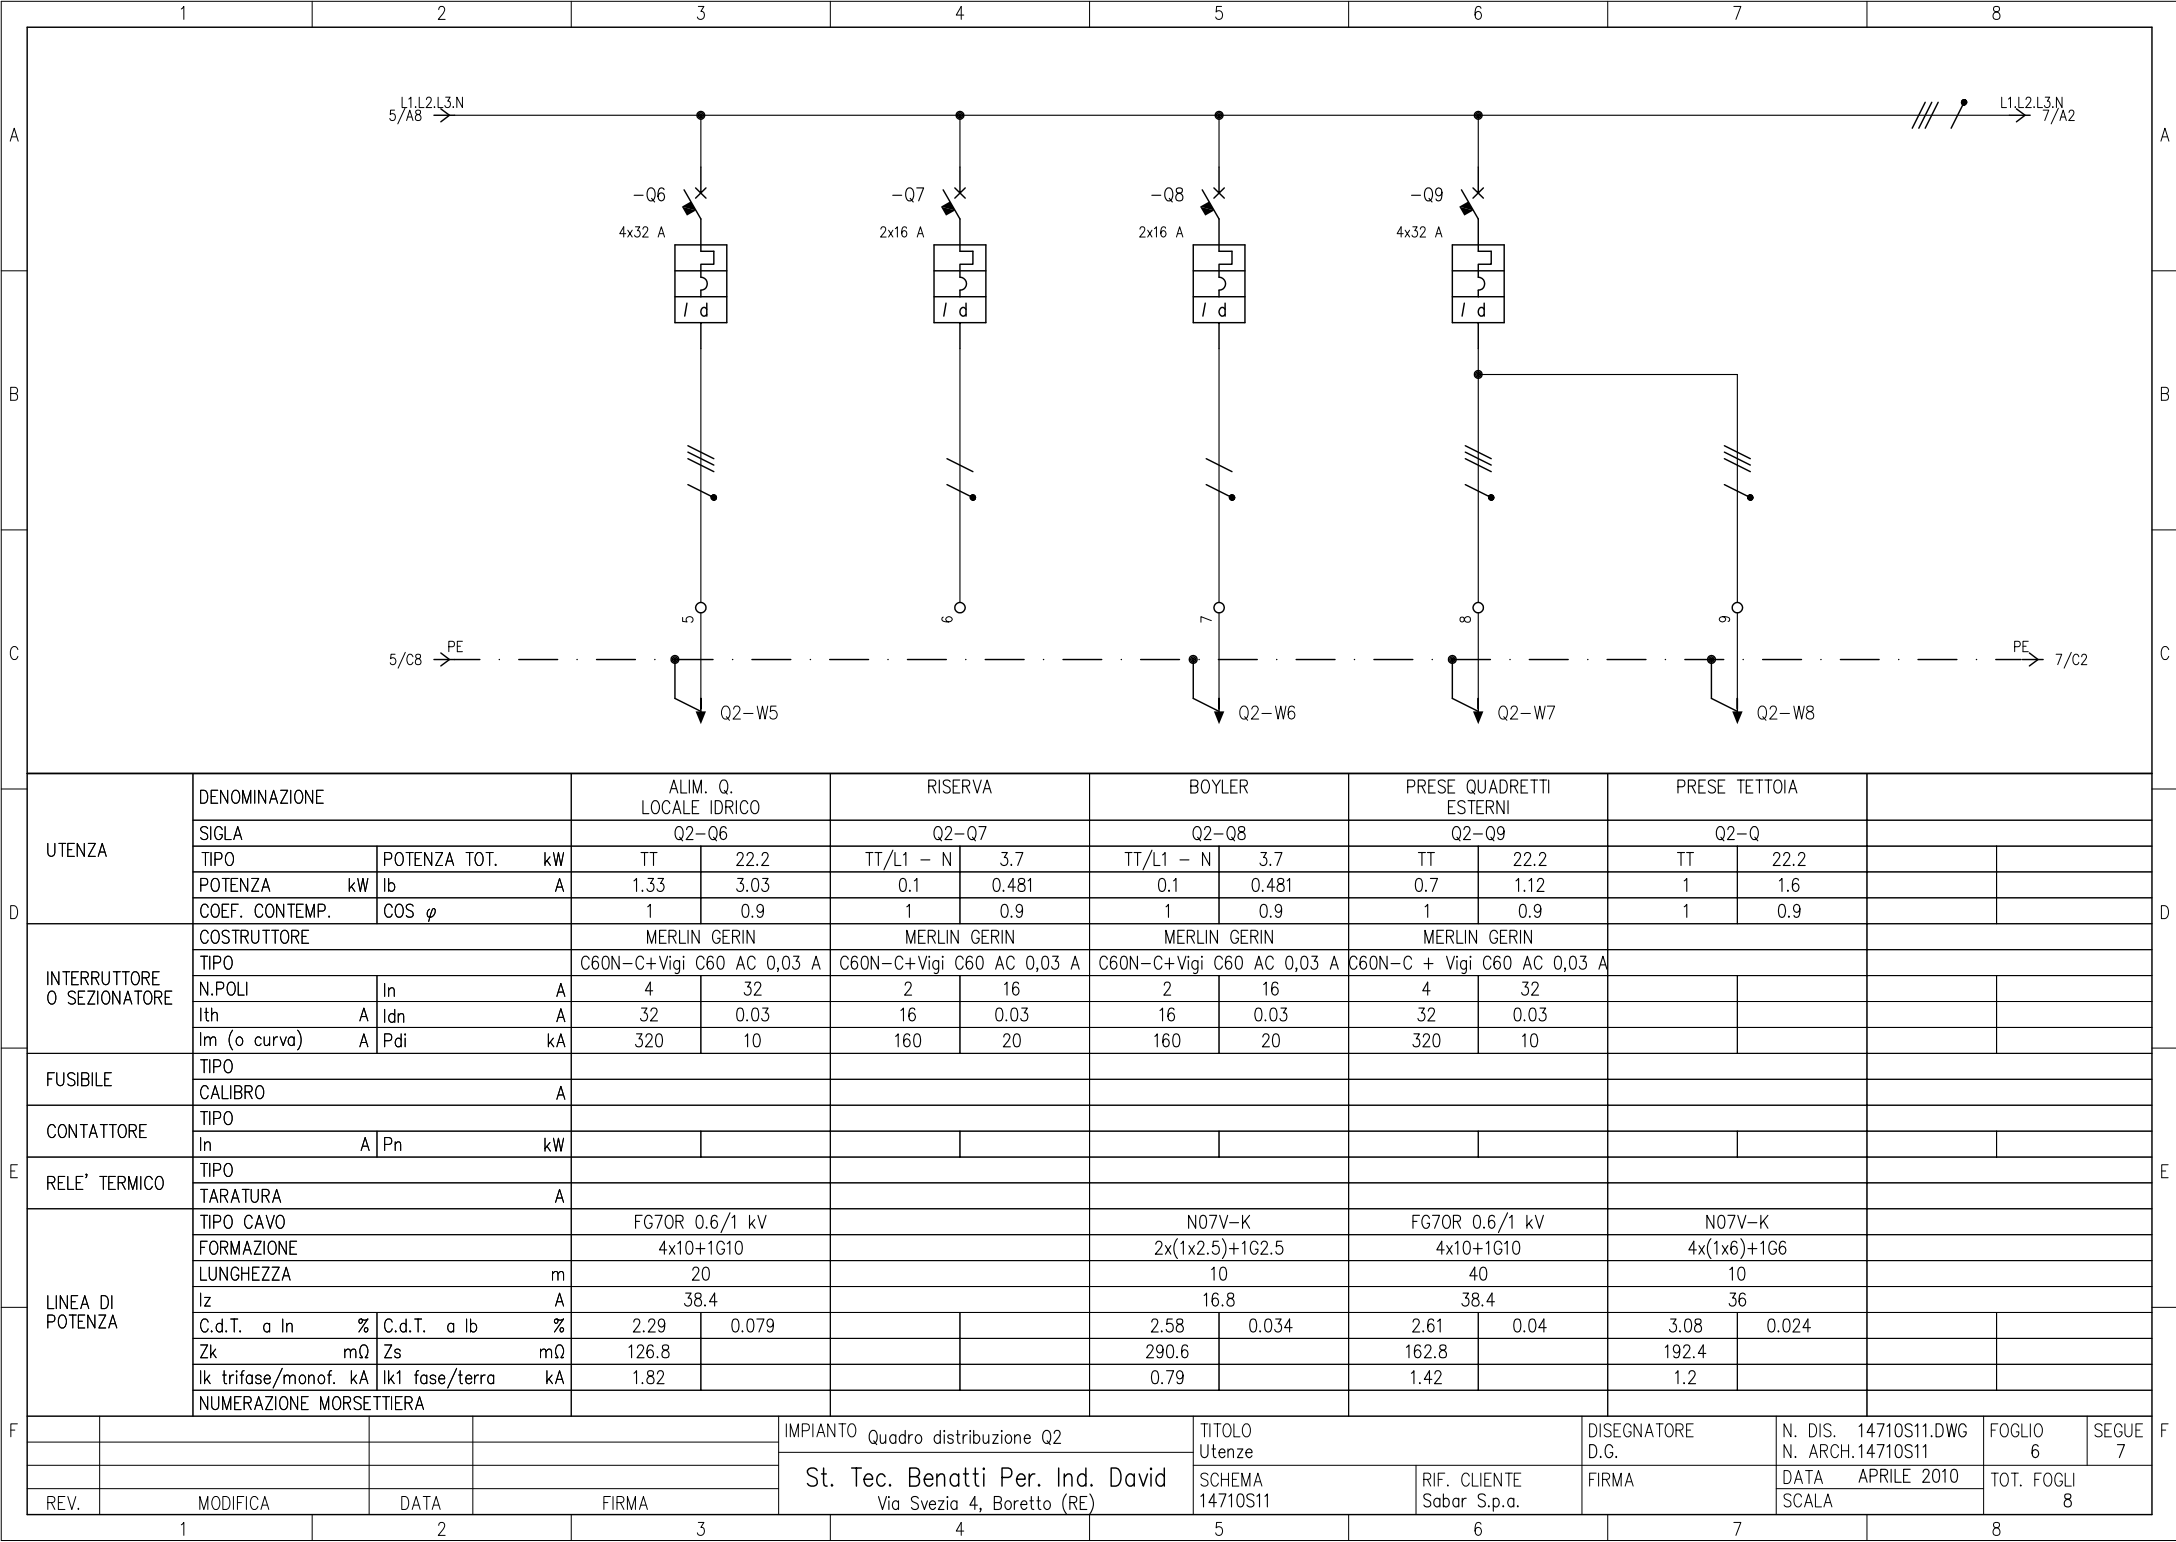 1 2 3 4 5 6 7 8
L1.L2.L3.N L1.L2.L3.N
5/A8 7/A2
A A
-Q6 -Q7 -Q8 -Q9
4x32 A 2x16 A 2x16 A 4x32 A
I d I d I d I d
B B
5 6 7 8 9
C C
5/C8 PE PE 7/C2
Q2-W5 Q2-W6 Q2-W7 Q2-W8
UTENZA
DENOMINAZIONE ALIM. Q. RISERVA BOYLER PRESE QUADRETTI PRESE TETTOIA
LOCALE IDRICO ESTERNI
SIGLA Q2-Q6 Q2-Q7 Q2-Q8 Q2-Q9 Q2-Q
TIPO POTENZA TOT. kW TT 22.2 TT/L1 - N 3.7 TT/L1 - N 3.7 TT 22.2 TT 22.2
POTENZA kW Ib A 1.33 3.03 0.1 0.481 0.1 0.481 0.7 1.12 1 1.6
D COEF. CONTEMP. COS φ 1 0.9 1 0.9 1 0.9 1 0.9 1 0.9 D
INTERRUTTORE
O SEZIONATORE
COSTRUTTORE MERLIN GERIN MERLIN GERIN MERLIN GERIN MERLIN GERIN
TIPO C60N-C+Vigi C60 AC 0,03 A C60N-C+Vigi C60 AC 0,03 A C60N-C+Vigi C60 AC 0,03 A C60N-C + Vigi C60 AC 0,03 A
N.POLI In A 4 32 2 16 2 16 4 32
Ith A Idn A 32 0.03 16 0.03 16 0.03 32 0.03
Im (o curva) A Pdi kA 320 10 160 20 160 20 320 10
FUSIBILE
TIPO
CALIBRO A
CONTATTORE
TIPO
In A Pn kW
E RELE' TERMICO E
TIPO
TARATURA A
LINEA DI
POTENZA
TIPO CAVO FG7OR 0.6/1 kV N07V-K FG7OR 0.6/1 kV N07V-K
FORMAZIONE 4x10+1G10 2x(1x2.5)+1G2.5 4x10+1G10 4x(1x6)+1G6
LUNGHEZZA m 20 10 40 10
Iz A 38.4 16.8 38.4 36
C.d.T. a In % C.d.T. a Ib % 2.29 0.079 2.58 0.034 2.61 0.04 3.08 0.024
Zk mΩ Zs mΩ 126.8 290.6 162.8 192.4
Ik trifase/monof. kA Ik1 fase/terra kA 1.82 0.79 1.42 1.2
NUMERAZIONE MORSETTIERA
F F
REV. MODIFICA DATA FIRMA
IMPIANTO Quadro distribuzione Q2
St. Tec. Benatti Per. Ind. David
Via Svezia 4, Boretto (RE)
TITOLO
Utenze
SCHEMA
14710S11
RIF. CLIENTE
Sabar S.p.a.
DISEGNATORE
D.G.
FIRMA
N. DIS. 14710S11.DWG
N. ARCH.14710S11
DATA APRILE 2010
SCALA
FOGLIO
6
SEGUE
7
TOT. FOGLI
8
1 2 3 4 5 6 7 8